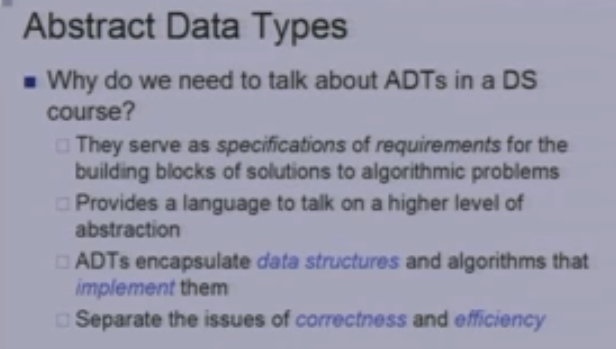 Abstract Data Types
Why do we need to talk about ADTs in a DS
course?
They serve as specifications of requirements for the
building blocks of solutions to algorithmic problems
Provides a language to talk on a higher level of
abstraction
ADTs encapsulate data structures and algorithms that
implement them
Separate the issues of correctness and efficiency